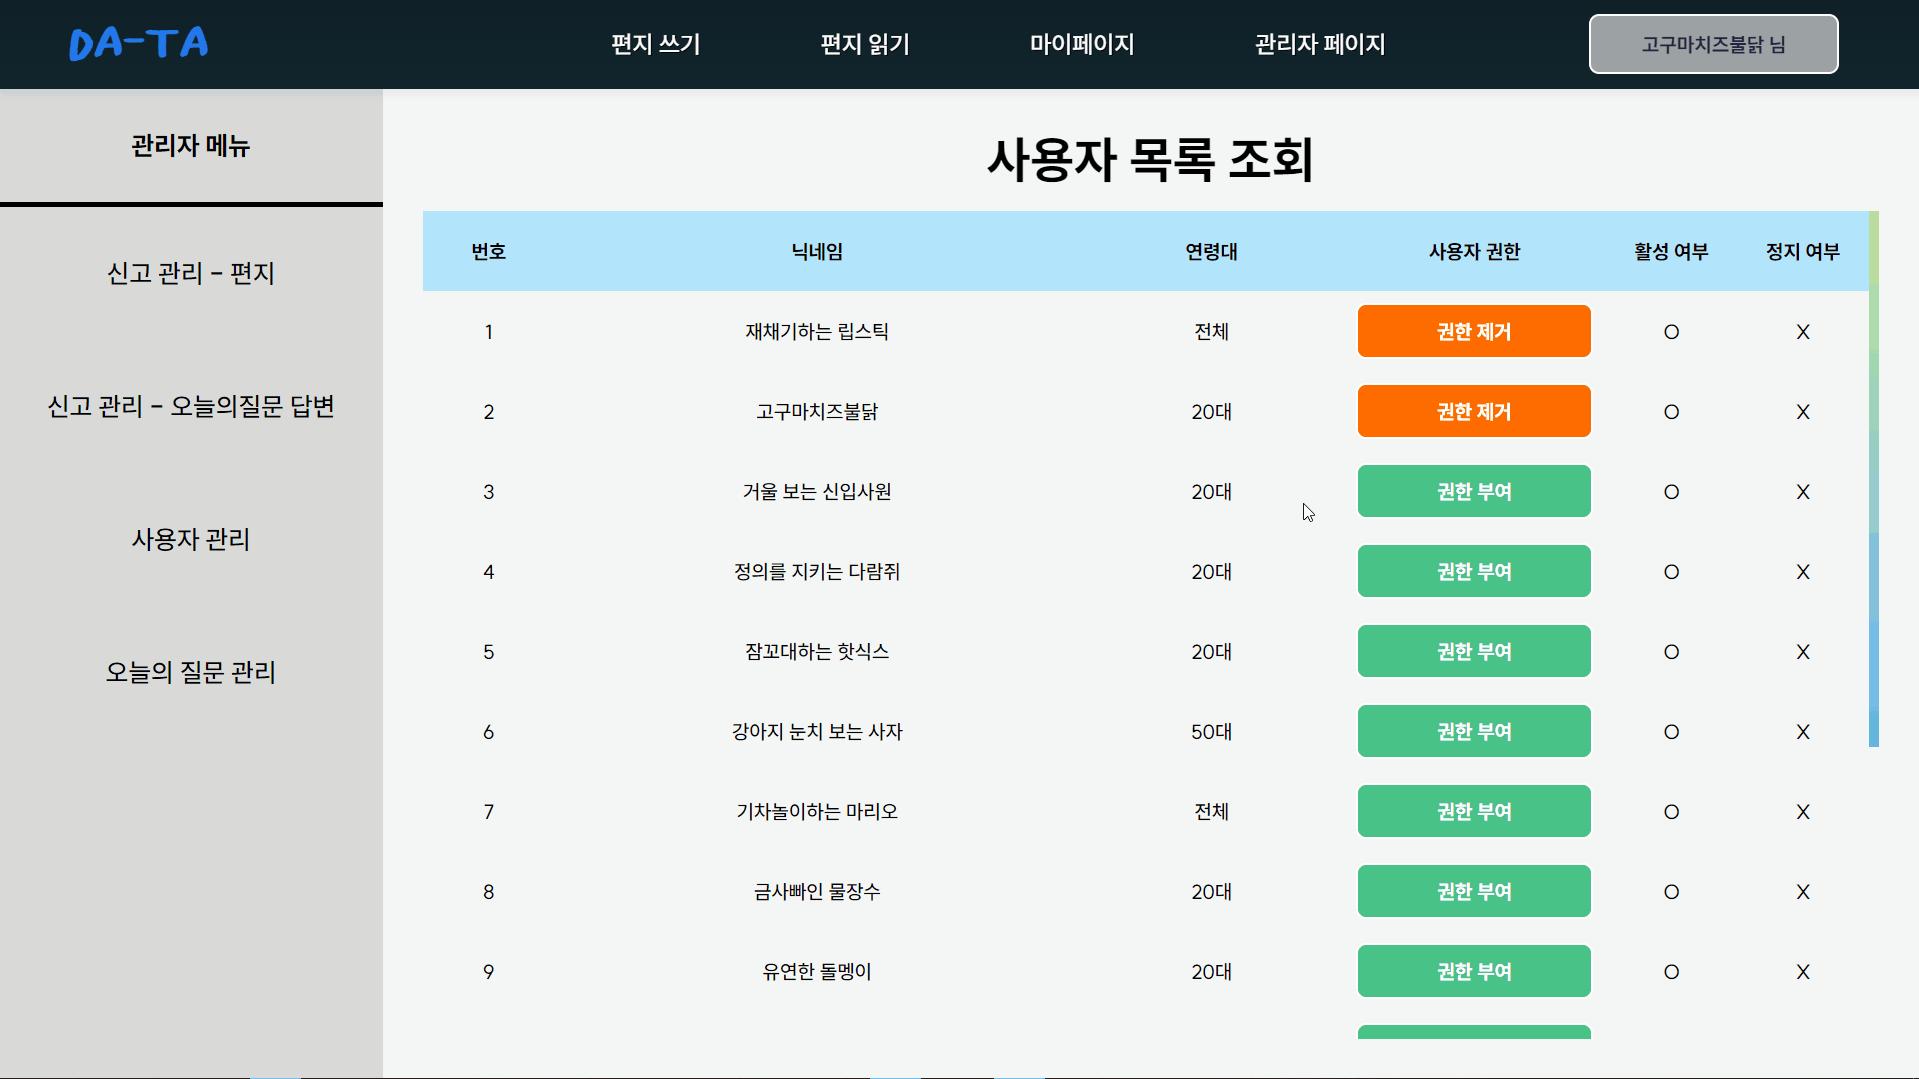 DA-TA
편지 쓰기
편지 읽기
마이페이지
관리자 페이지
고구마치즈불닭 님
관리자 메뉴
신고 관리 - 편지
신고 관리 - 오늘의질문 답변
사용자 관리
오늘의 질문 관리
사용자 목록 조회
번호 닉네임 연령대 사용자 권한 활성 여부 정지 여부
1 재채기하는 립스틱 전체 권한 제거 O X
2 고구마치즈불닭 20대 권한 제거 O X
3 거울 보는 신입사원 20대 권한 부여 O X
4 정의를 지키는 다람쥐 20대 권한 부여 O X
5 잠꼬대하는 핫식스 20대 권한 부여 O X
6 강아지 눈치 보는 사자 50대 권한 부여 O X
7 기차놀이하는 마리오 전체 권한 부여 O X
8 금사빠인 물장수 20대 권한 부여 O X
9 유연한 돌멩이 20대 권한 부여 O X